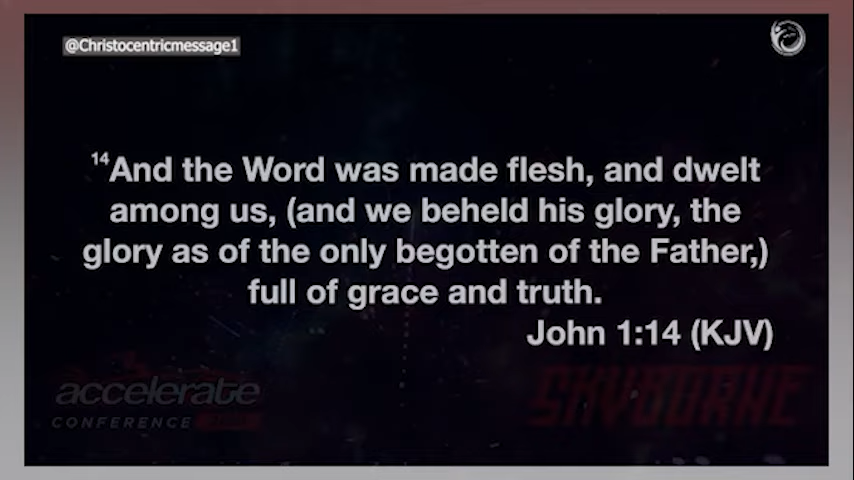 @Christocentricmessage1
14And the Word was made flesh, and dwelt
among us, (and we beheld his glory, the
glory as of the only begotten of the Father,)
full of grace and truth.
John 1:14 (KJV)
accelerate
CONFERENCE
SKYBOURNE